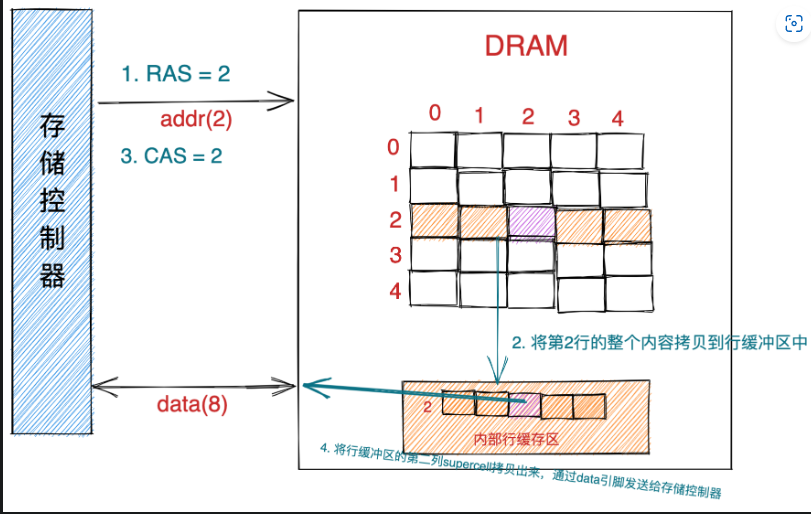 DRAM
1. RAS = 2
addr(2)
3. CAS = 2
存储控制器
0 1 2 3 4
0
1
2
3
4
2. 将第2行的整个内容拷贝到行缓冲区中
data(8)
2
内部行缓存区
4. 将行缓冲区的第二列supercell拷贝出来，通过data引脚发送给存储控制器